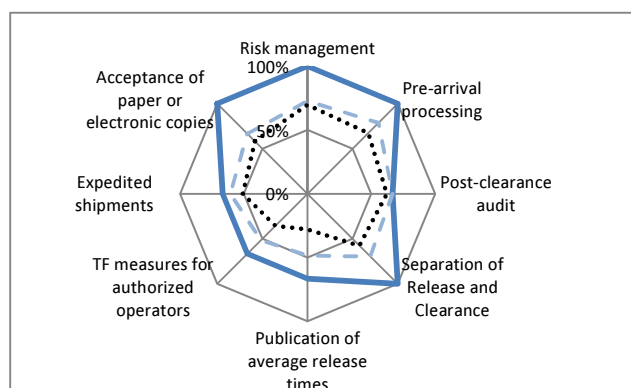 Risk management
100%
Acceptance of
paper or
electronic copies
Pre-arrival
processing
50%
Expedited
shipments
0%
Post-clearance
audit
TF measures for
authorized
operators
Separation of
Release and
Clearance
Publication of
average release
times